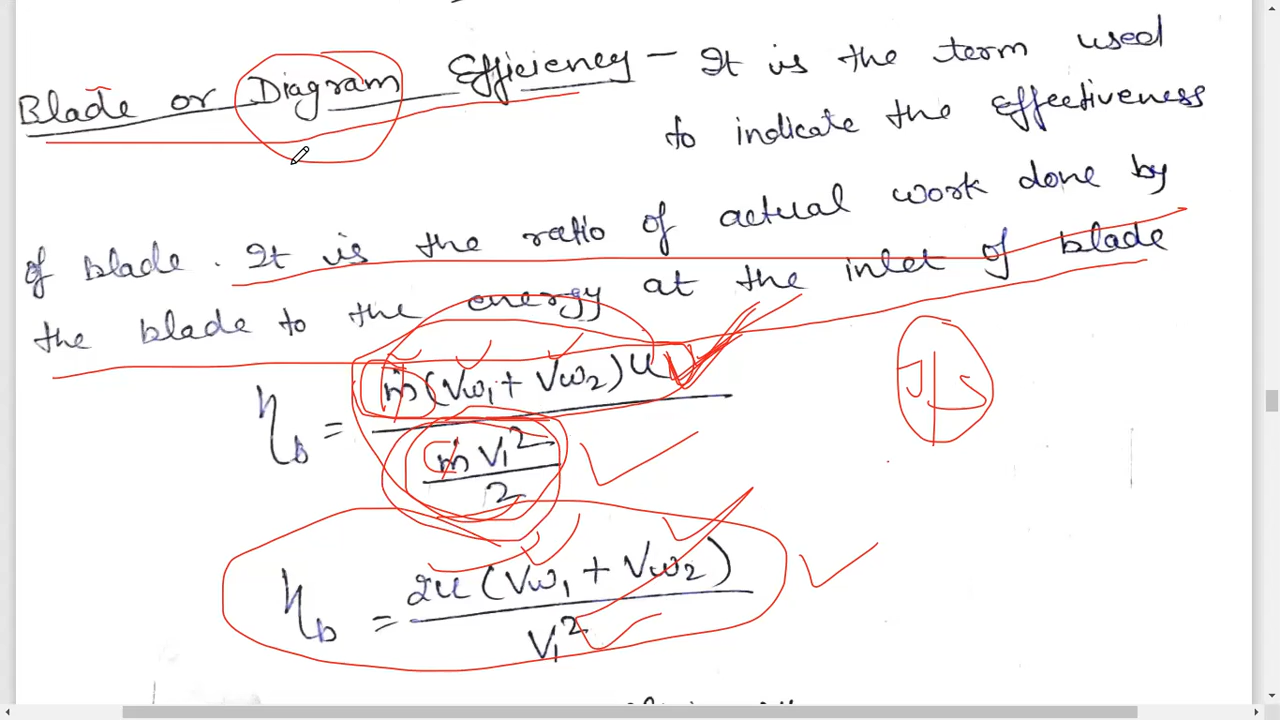 Blade or Diagram Efficiency – It is the term used
to indicate the effectiveness
of blade. It is the ratio of actual work done by
the blade to the energy at the inlet of blade
η_b = ṁ(Vw₁ + Vw₂)u / (ṁV₁²/2)
η_b = 2u(Vw₁ + Vw₂) / V₁²